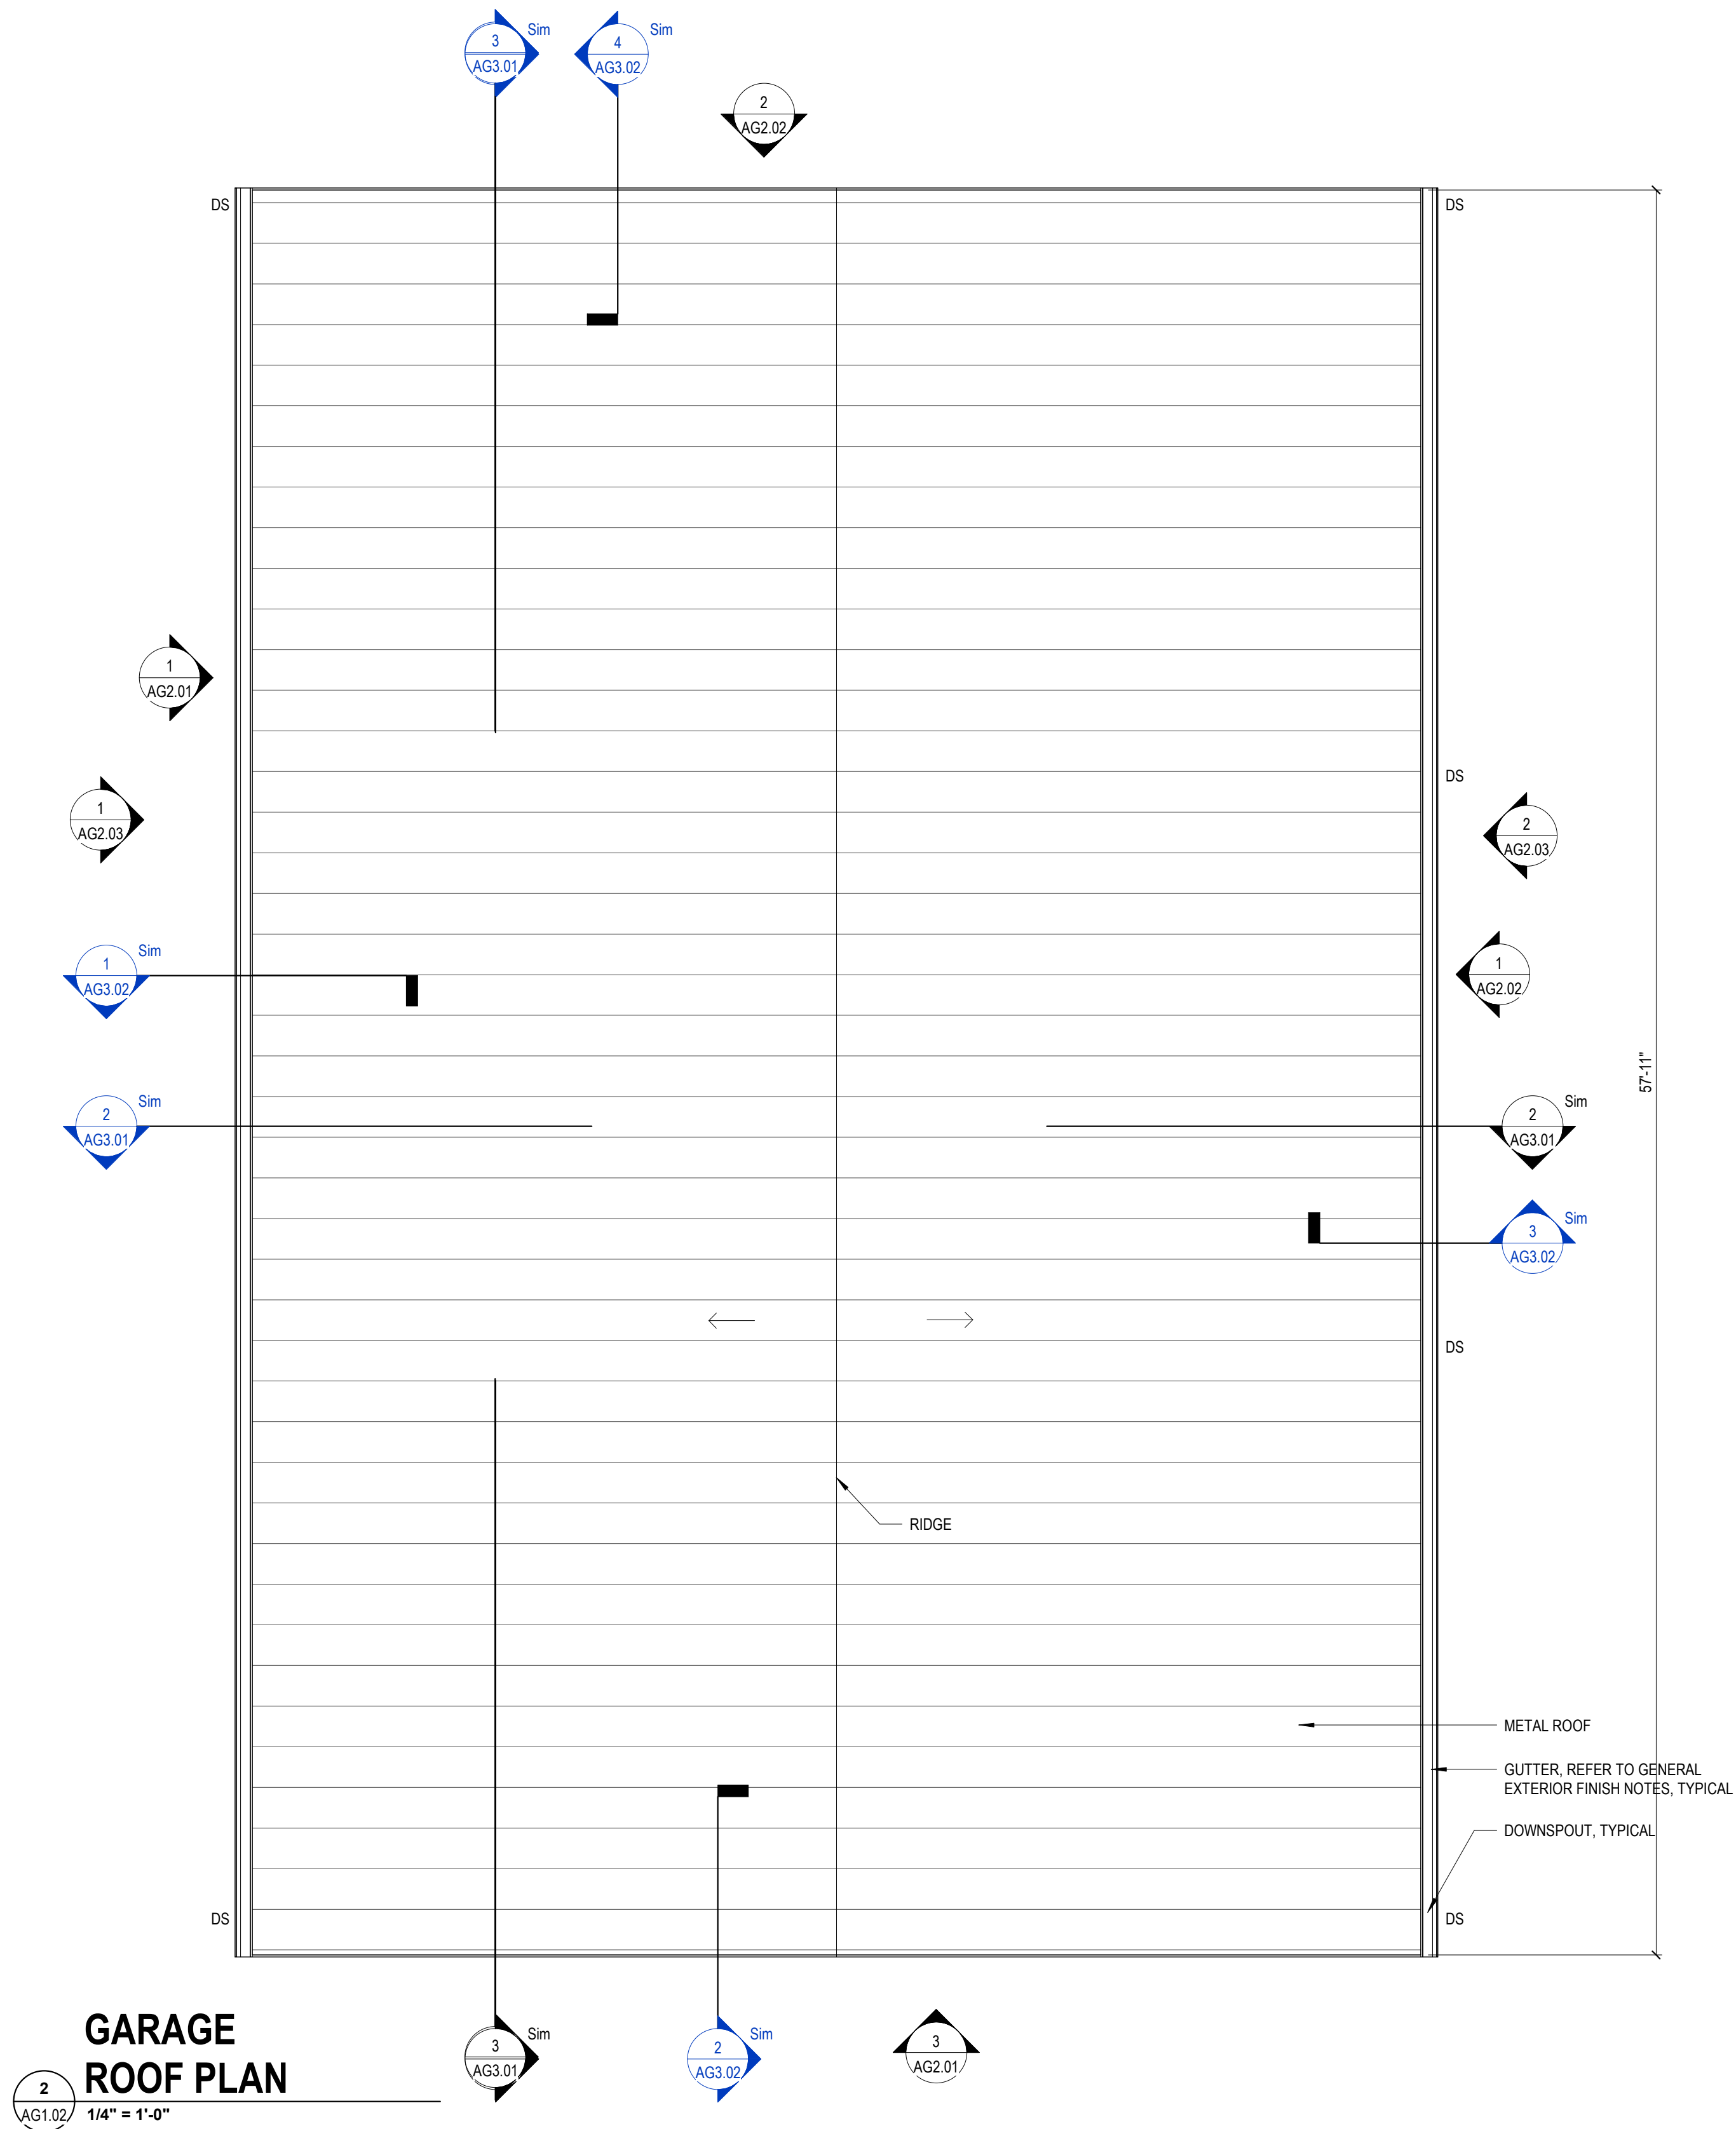 3
AG3.01
Sim
4
AG3.02
Sim
2
AG2.02
DS
DS
1
AG2.01
DS
1
AG2.03
2
AG2.03
1
AG3.02
Sim
1
AG2.02
57'-11"
2
AG3.01
Sim
2
AG3.01
Sim
3
AG3.02
Sim
DS
RIDGE
METAL ROOF
GUTTER, REFER TO GENERAL
EXTERIOR FINISH NOTES, TYPICAL
DOWNSPOUT, TYPICAL
DS
DS
3
AG3.01
Sim
2
AG3.02
Sim
3
AG2.01
GARAGE
ROOF PLAN
2
AG1.02
1/4" = 1'-0"